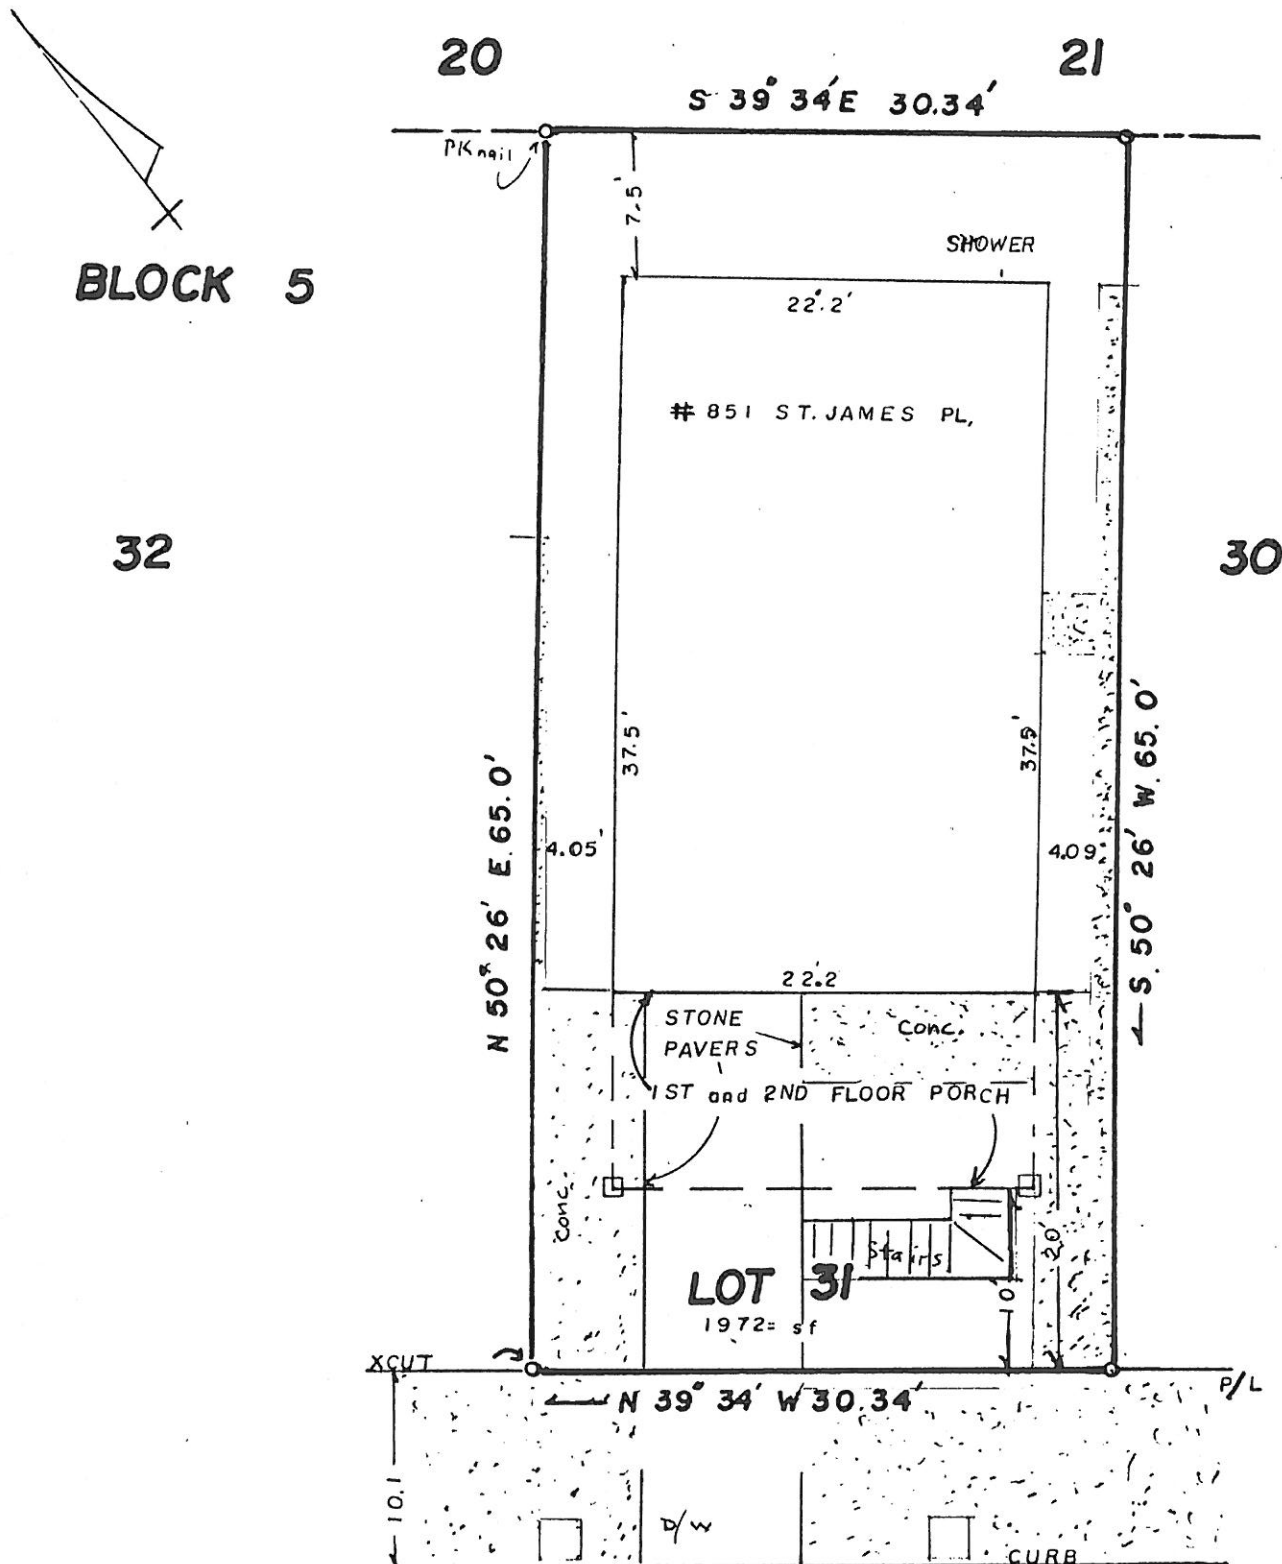 20
21
S 39° 34' E 30.34'
PK nail
7.5'
SHOWER
BLOCK 5
22.2'
# 851 ST. JAMES PL,
32
30
37.5'
37.5'
N 50° 26' E. 65.0'
S. 50° 26' W. 65.0'
4.05'
4.09
22.2'
STONE
PAVERS
Conc.
1ST and 2ND FLOOR PORCH
Conc.
Stairs
20'
LOT 31
10'
1972= sf
XCUT
P/L
N 39° 34' W 30.34'
10.1
D/W
CURB